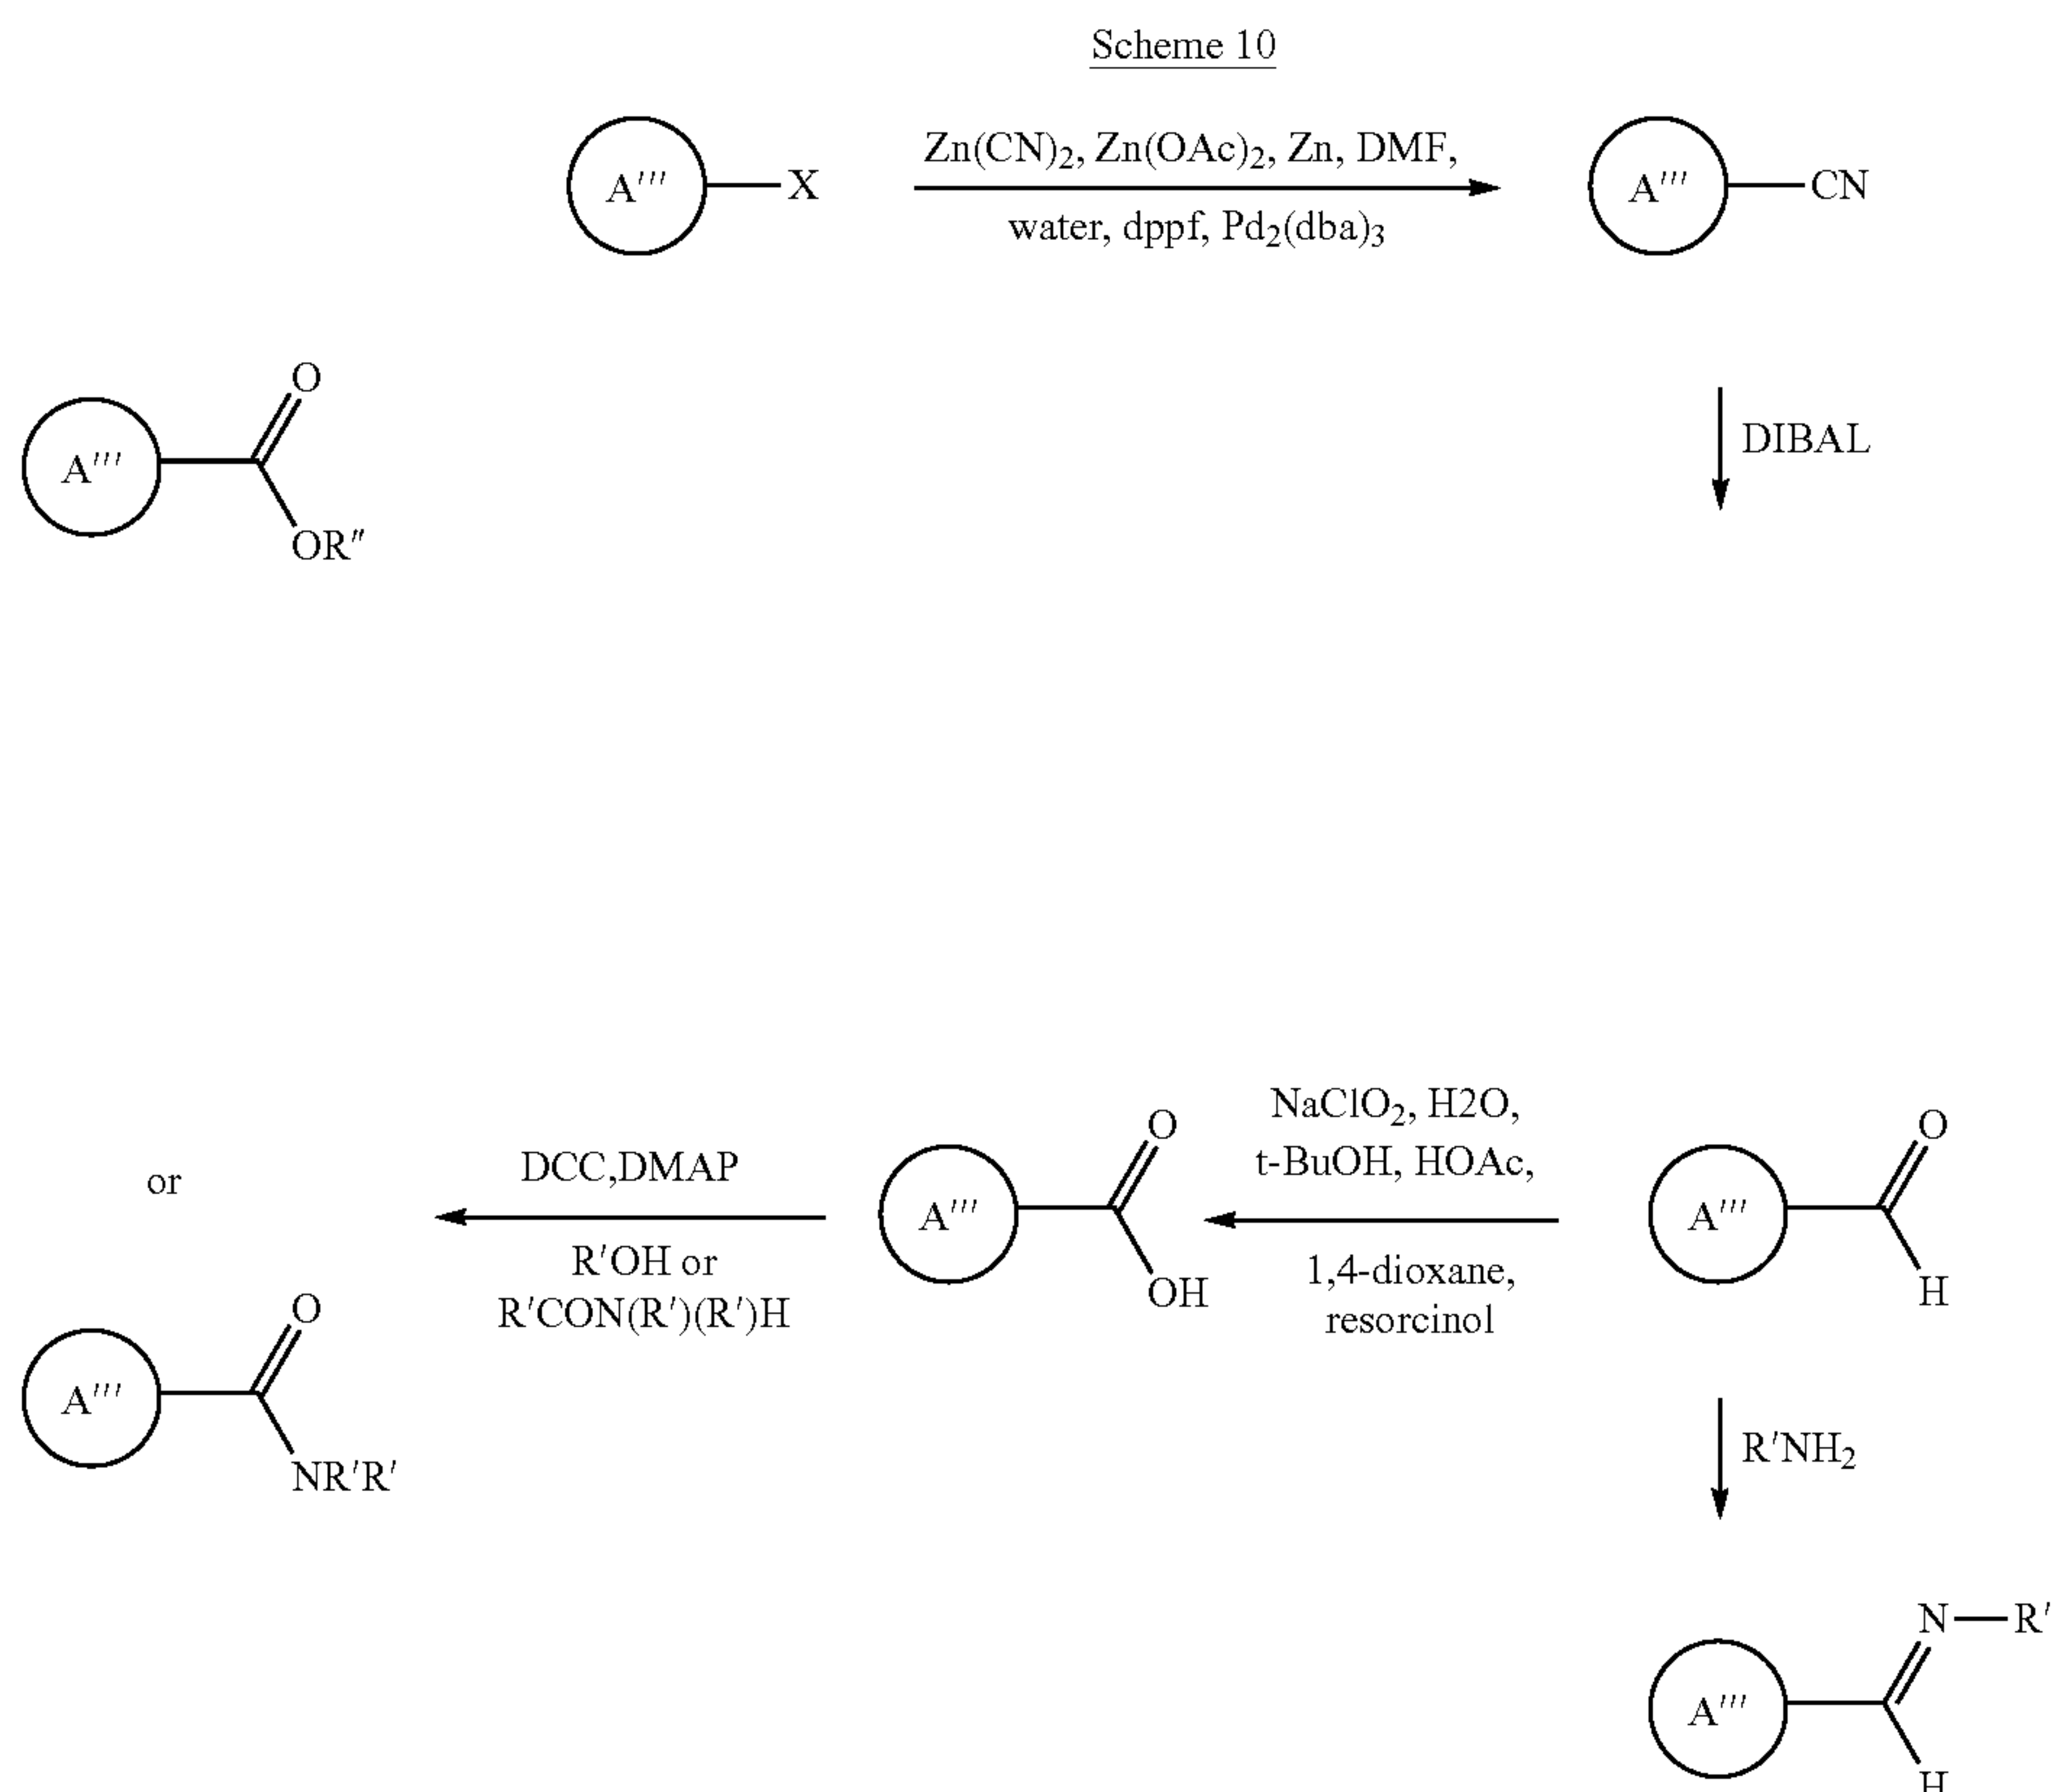 Scheme 10
A''' X
Zn(CN)2, Zn(OAc)2, Zn, DMF,
water, dppf, Pd2(dba)3
A''' CN
O
A'''
OR''
DIBAL
or
DCC,DMAP
R'OH or
R'CON(R')(R')H
O
A'''
NR'R'
O
A'''
OH
NaClO2, H2O,
t-BuOH, HOAc,
1,4-dioxane,
resorcinol
O
A'''
H
R'NH2
N R'
A'''
H